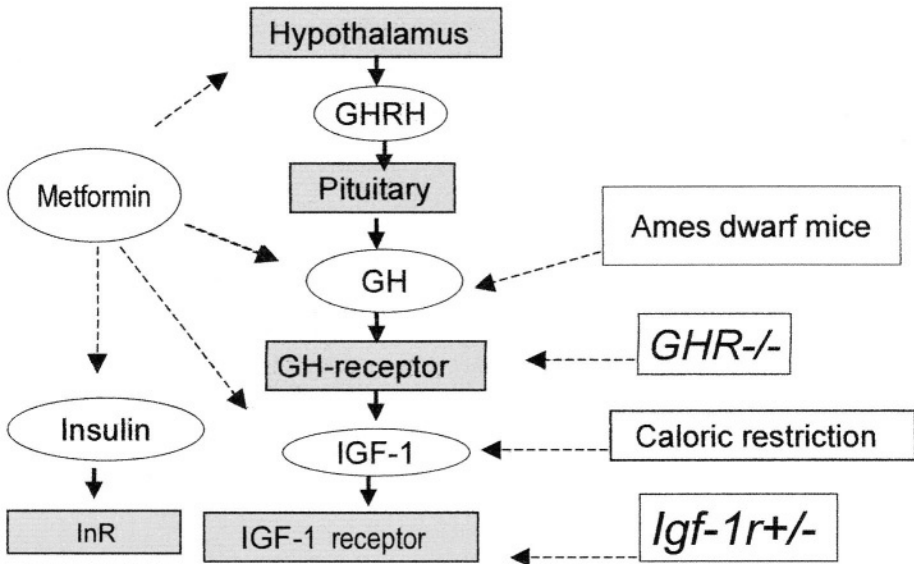 Hypothalamus
GHRH
Metformin
Pituitary
Ames dwarf mice
GH
GHR-/-
GH-receptor
Insulin
IGF-1
Caloric restriction
InR
IGF-1 receptor
Igf-1r+/-